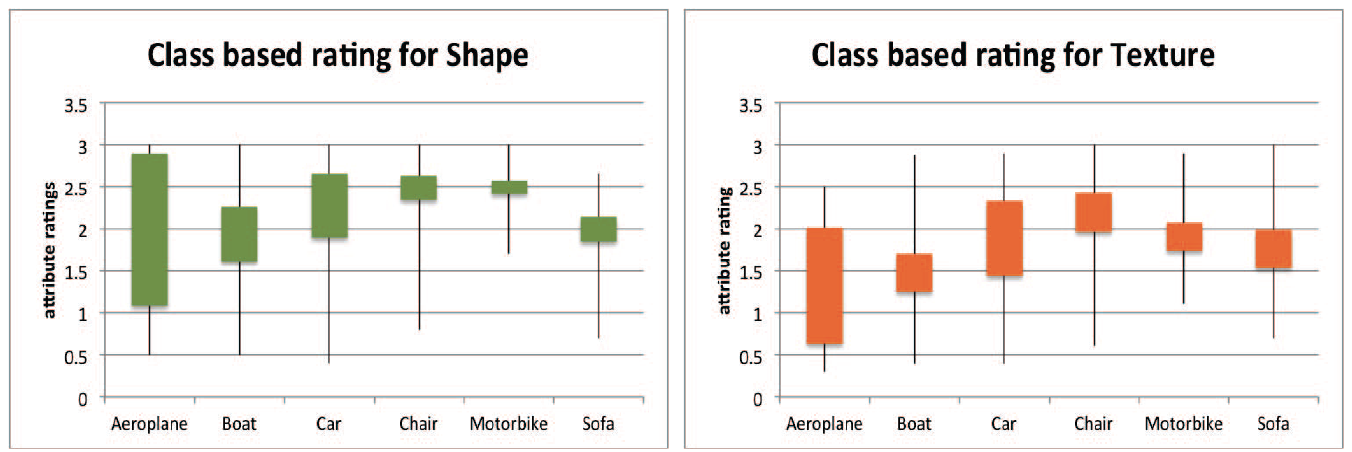 Class based rating for Shape
attribute ratings
3.5
3
2.5
2
1.5
1
0.5
0
Aeroplane Boat Car Chair Motorbike Sofa
Class based rating for Texture
attribute rating
3.5
3
2.5
2
1.5
1
0.5
0
Aeroplane Boat Car Chair Motorbike Sofa